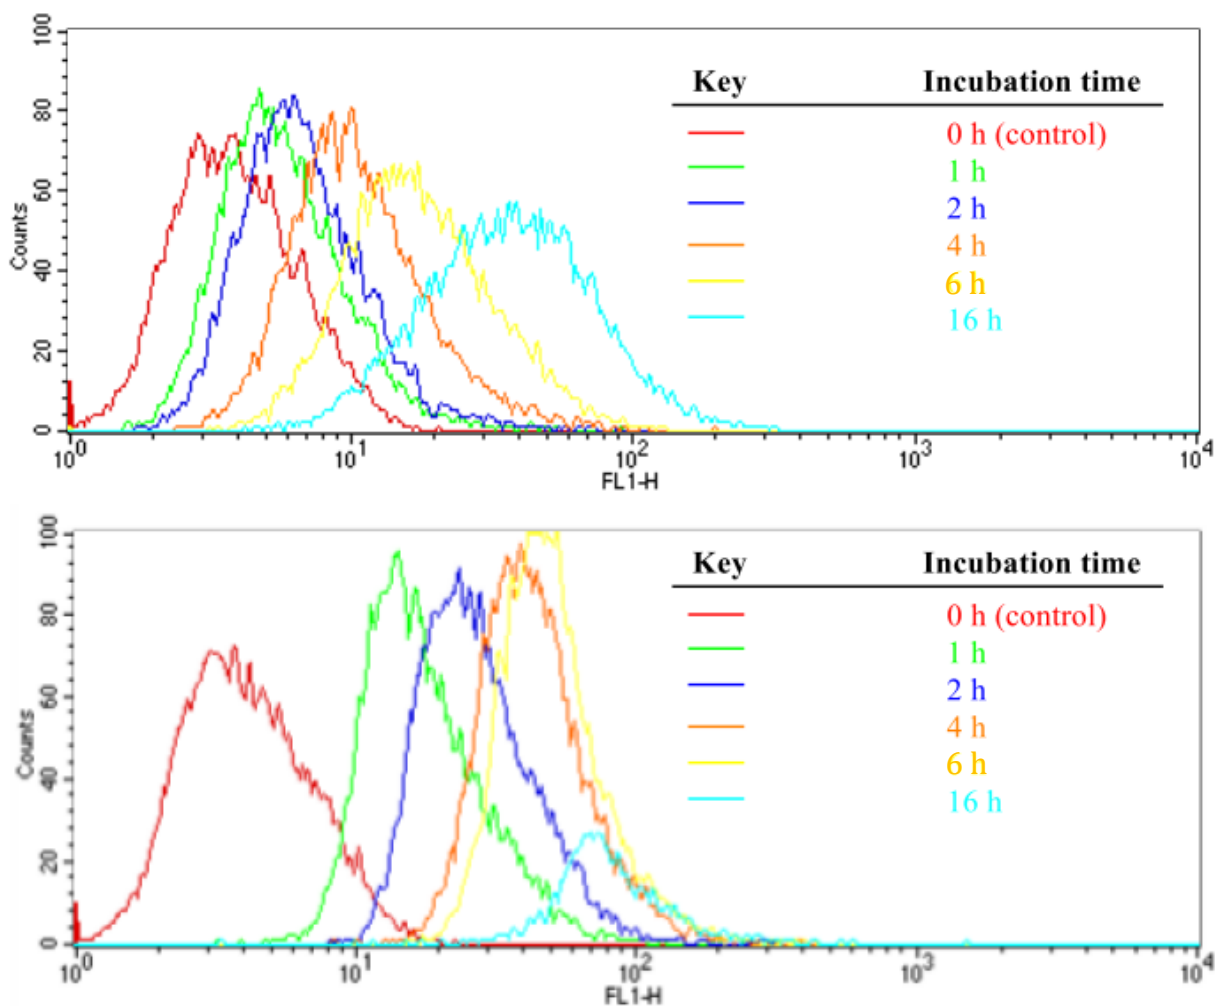 100
80
60
40
20
0
Counts
Key Incubation time
0 h (control)
1 h
2 h
4 h
6 h
16 h
10⁰ 10¹ 10² 10³ 10⁴
FL1-H
100
80
60
40
20
0
Counts
Key Incubation time
0 h (control)
1 h
2 h
4 h
6 h
16 h
10⁰ 10¹ 10² 10³ 10⁴
FL1-H